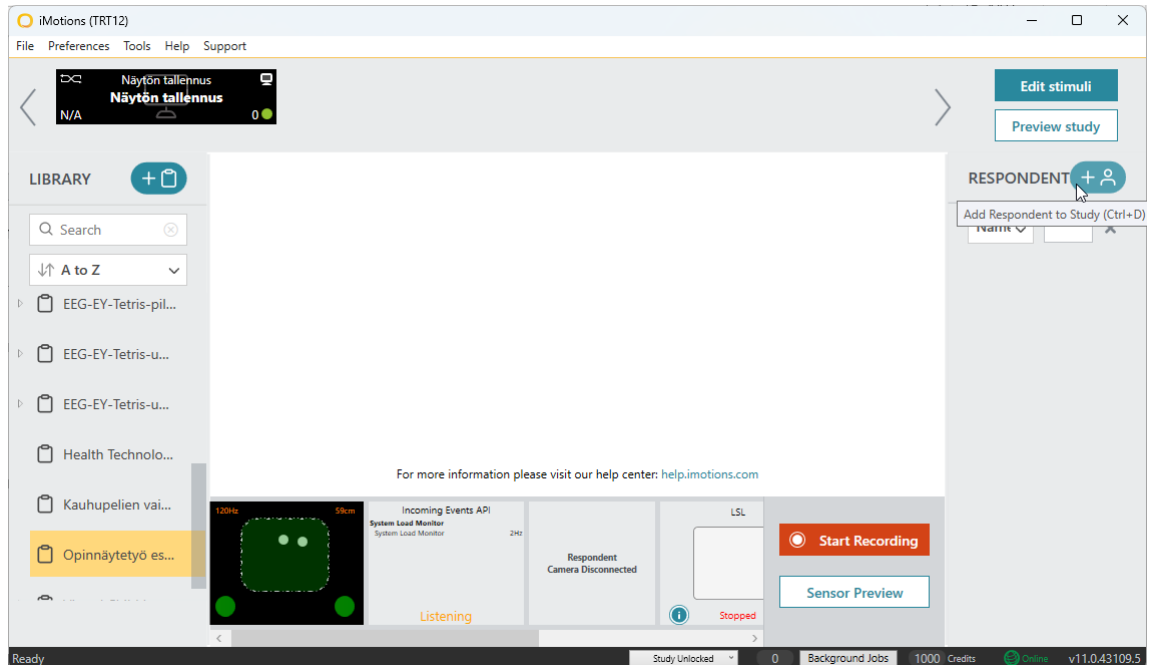 iMotions (TRT12)
File Preferences Tools Help Support
Näytön tallennus
Näytön tallennus
N/A
0
Edit stimuli
Preview study
LIBRARY
RESPONDENT
Add Respondent to Study (Ctrl+D)
Search
Name
A to Z
EEG-EY-Tetris-pil...
EEG-EY-Tetris-u...
EEG-EY-Tetris-u...
Health Technolo...
Kauhupelien vai...
Opinnäytetyö es...
For more information please visit our help center: help.imotions.com
120Hz
59cm
Incoming Events API
System Load Monitor
System Load Monitor 2Hz
Listening
Respondent
Camera Disconnected
LSL
Stopped
Start Recording
Sensor Preview
Ready
Study Unlocked
0
Background Jobs
1000 Credits
Online
v11.0.43109.5